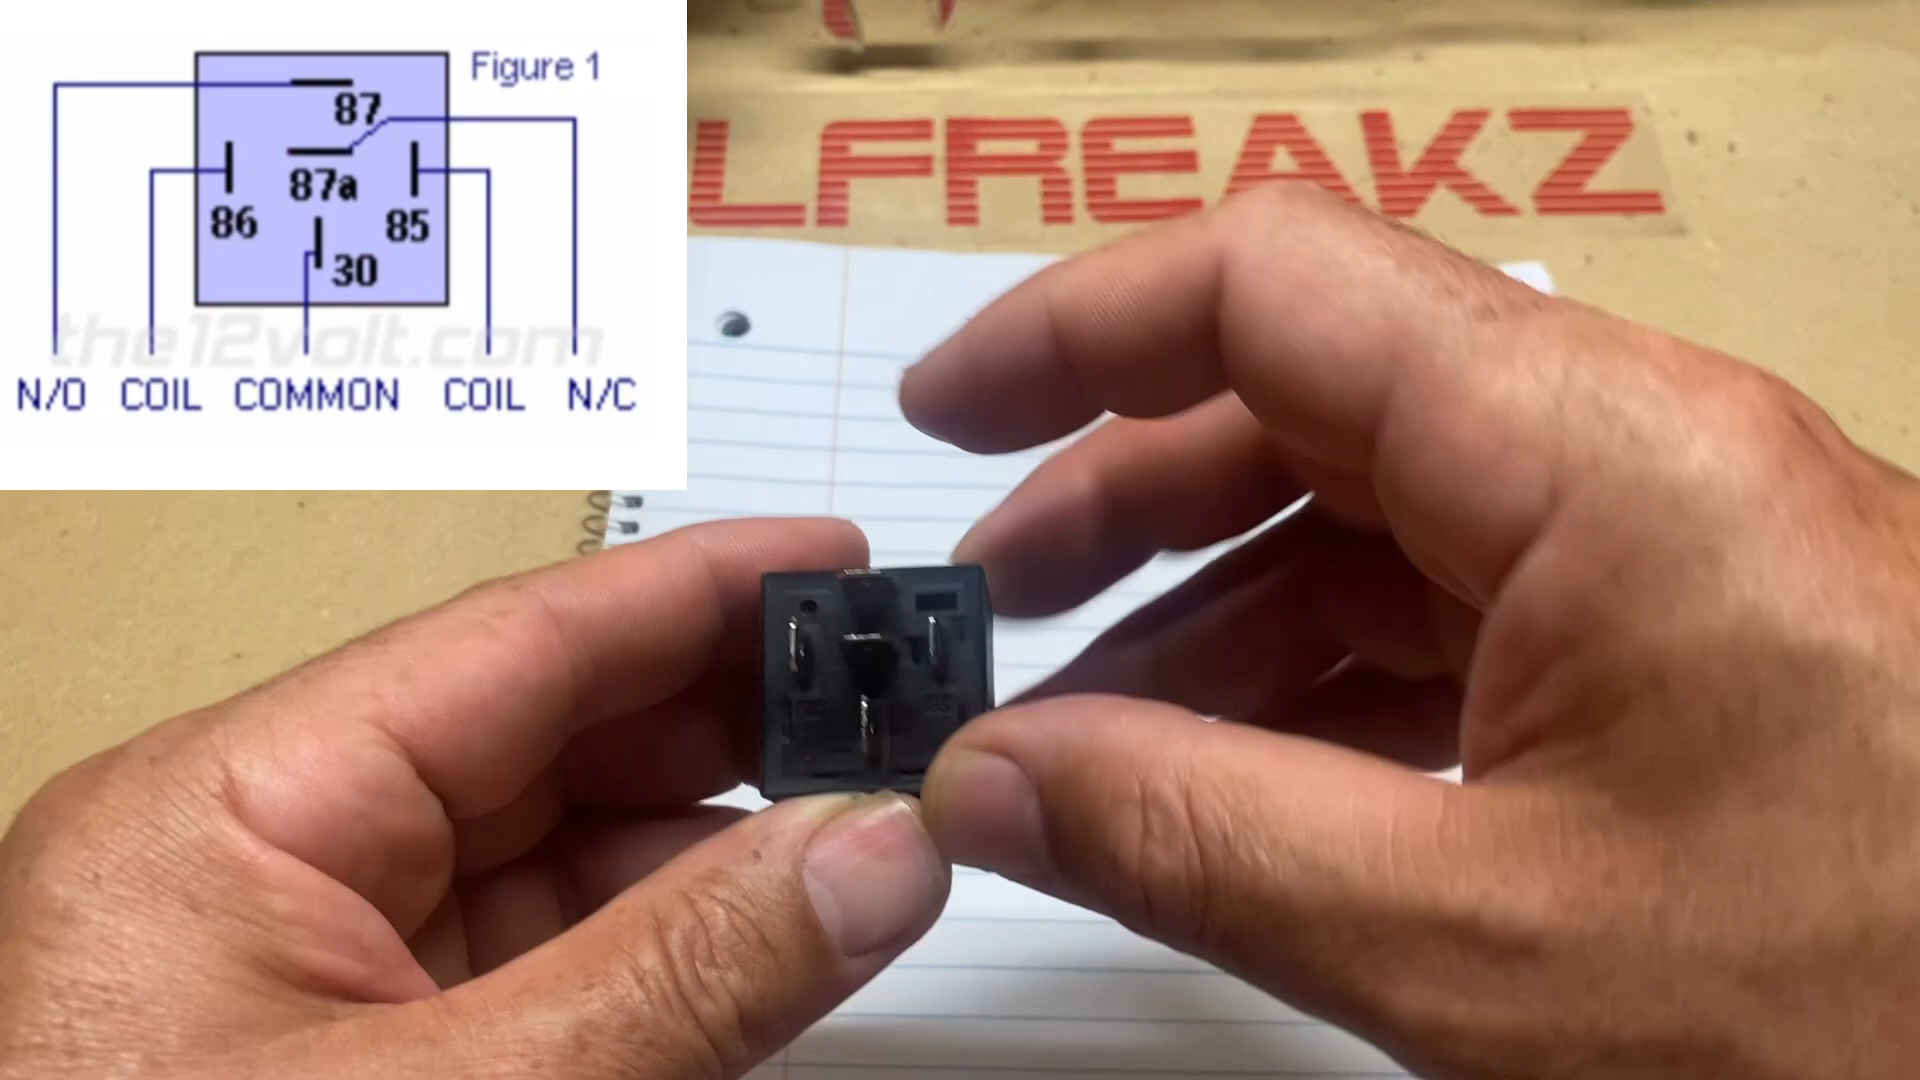 Figure 1
87
87a
86
85
30
the12volt.com
N/O COIL COMMON COIL N/C
LFREAKZ